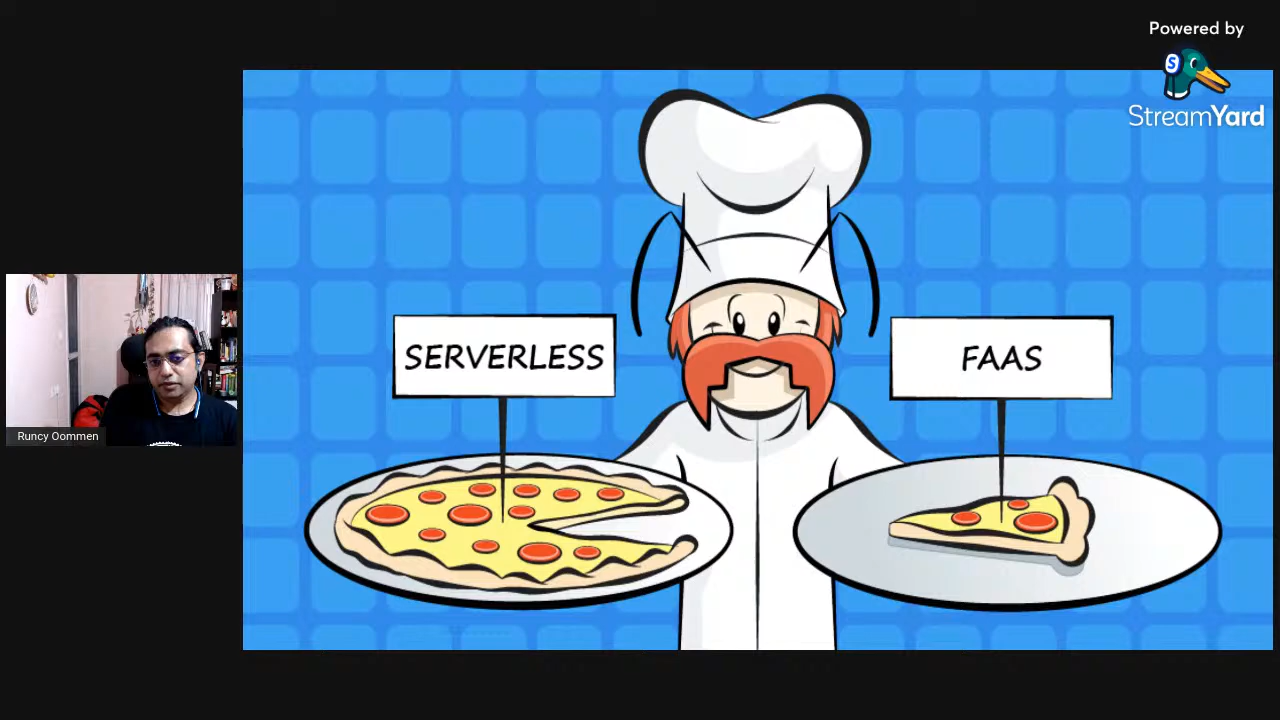 Powered by
S
StreamYard
SERVERLESS
FAAS
Runcy Oommen